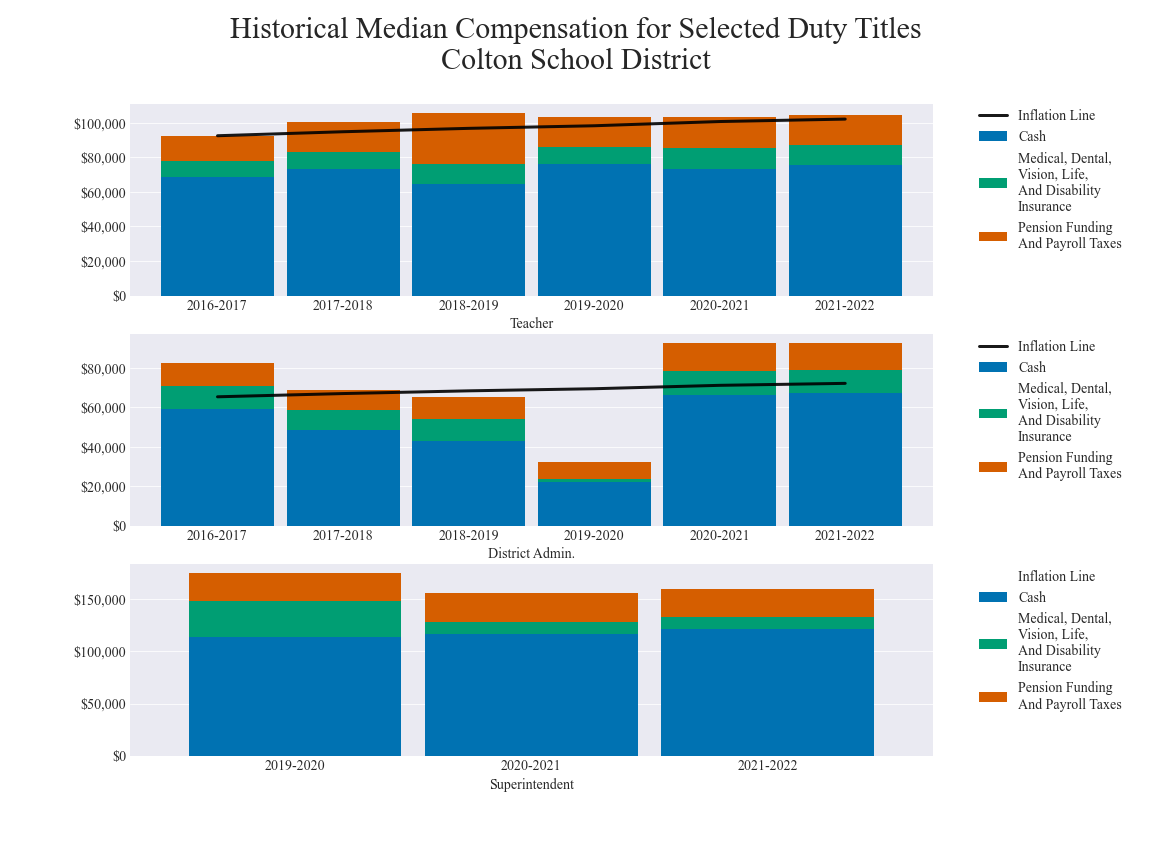 Historical Median Compensation for Selected Duty Titles
Colton School District
$100,000
$80,000
$60,000
$40,000
$20,000
$0
2016-2017
2017-2018
2018-2019
2019-2020
2020-2021
2021-2022
Teacher
Inflation Line
Cash
Medical, Dental,
Vision, Life,
And Disability
Insurance
Pension Funding
And Payroll Taxes
$80,000
$60,000
$40,000
$20,000
$0
2016-2017
2017-2018
2018-2019
2019-2020
2020-2021
2021-2022
District Admin.
Inflation Line
Cash
Medical, Dental,
Vision, Life,
And Disability
Insurance
Pension Funding
And Payroll Taxes
$150,000
$100,000
$50,000
$0
2019-2020
2020-2021
2021-2022
Superintendent
Inflation Line
Cash
Medical, Dental,
Vision, Life,
And Disability
Insurance
Pension Funding
And Payroll Taxes